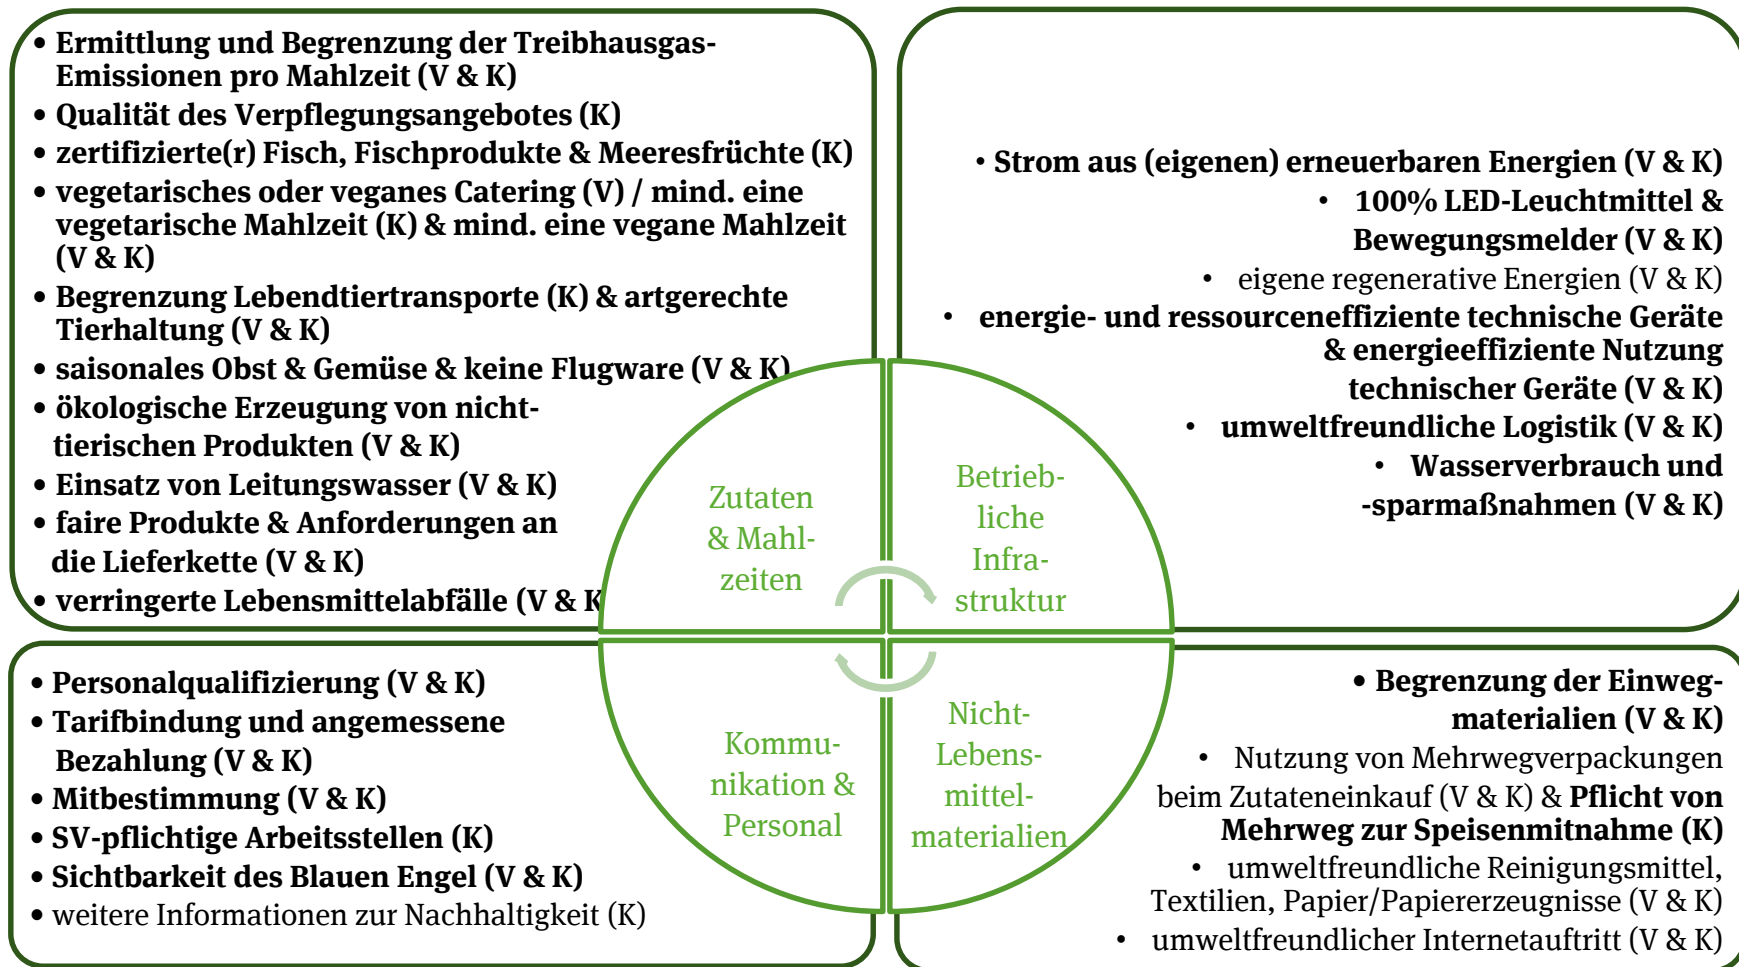 • Ermittlung und Begrenzung der Treibhausgas-
Emissionen pro Mahlzeit (V & K)
• Qualität des Verpflegungsangebotes (K)
• zertifizierte(r) Fisch, Fischprodukte & Meeresfrüchte (K)
• vegetarisches oder veganes Catering (V) / mind. eine
vegetarische Mahlzeit (K) & mind. eine vegane Mahlzeit
(V & K)
• Begrenzung Lebendtiertransporte (K) & artgerechte
Tierhaltung (V & K)
• saisonales Obst & Gemüse & keine Flugware (V & K)
• ökologische Erzeugung von nicht-
tierischen Produkten (V & K)
• Einsatz von Leitungswasser (V & K)
• faire Produkte & Anforderungen an
die Lieferkette (V & K)
• verringerte Lebensmittelabfälle (V & K
• Strom aus (eigenen) erneuerbaren Energien (V & K)
• 100% LED-Leuchtmittel &
Bewegungsmelder (V & K)
• eigene regenerative Energien (V & K)
• energie- und ressourceneffiziente technische Geräte
& energieeffiziente Nutzung
technischer Geräte (V & K)
• umweltfreundliche Logistik (V & K)
• Wasserverbrauch und
-sparmaßnahmen (V & K)
Zutaten
& Mahl-
zeiten
Betrieb-
liche
Infra-
struktur
Kommu-
nikation &
Personal
Nicht-
Lebens-
mittel-
materialien
• Personalqualifizierung (V & K)
• Tarifbindung und angemessene
Bezahlung (V & K)
• Mitbestimmung (V & K)
• SV-pflichtige Arbeitsstellen (K)
• Sichtbarkeit des Blauen Engel (V & K)
• weitere Informationen zur Nachhaltigkeit (K)
• Begrenzung der Einweg-
materialien (V & K)
• Nutzung von Mehrwegverpackungen
beim Zutateneinkauf (V & K) & Pflicht von
Mehrweg zur Speisenmitnahme (K)
• umweltfreundliche Reinigungsmittel,
Textilien, Papier/Papiererzeugnisse (V & K)
• umweltfreundlicher Internetauftritt (V & K)